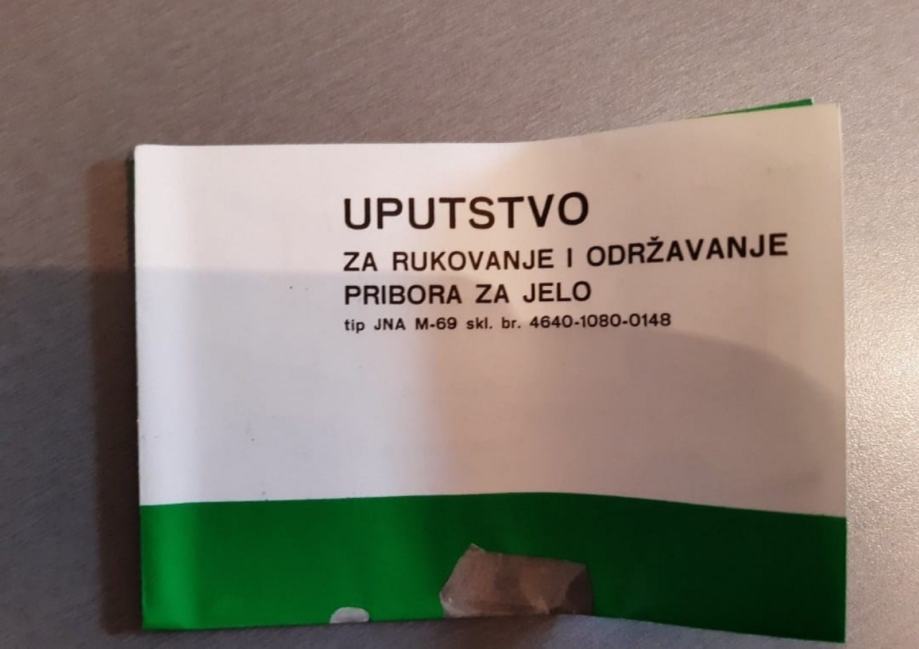 UPUTSTVO
ZA RUKOVANJE I ODRŽAVANJE
PRIBORA ZA JELO
tip JNA M-69 skl. br. 4640-1080-0148